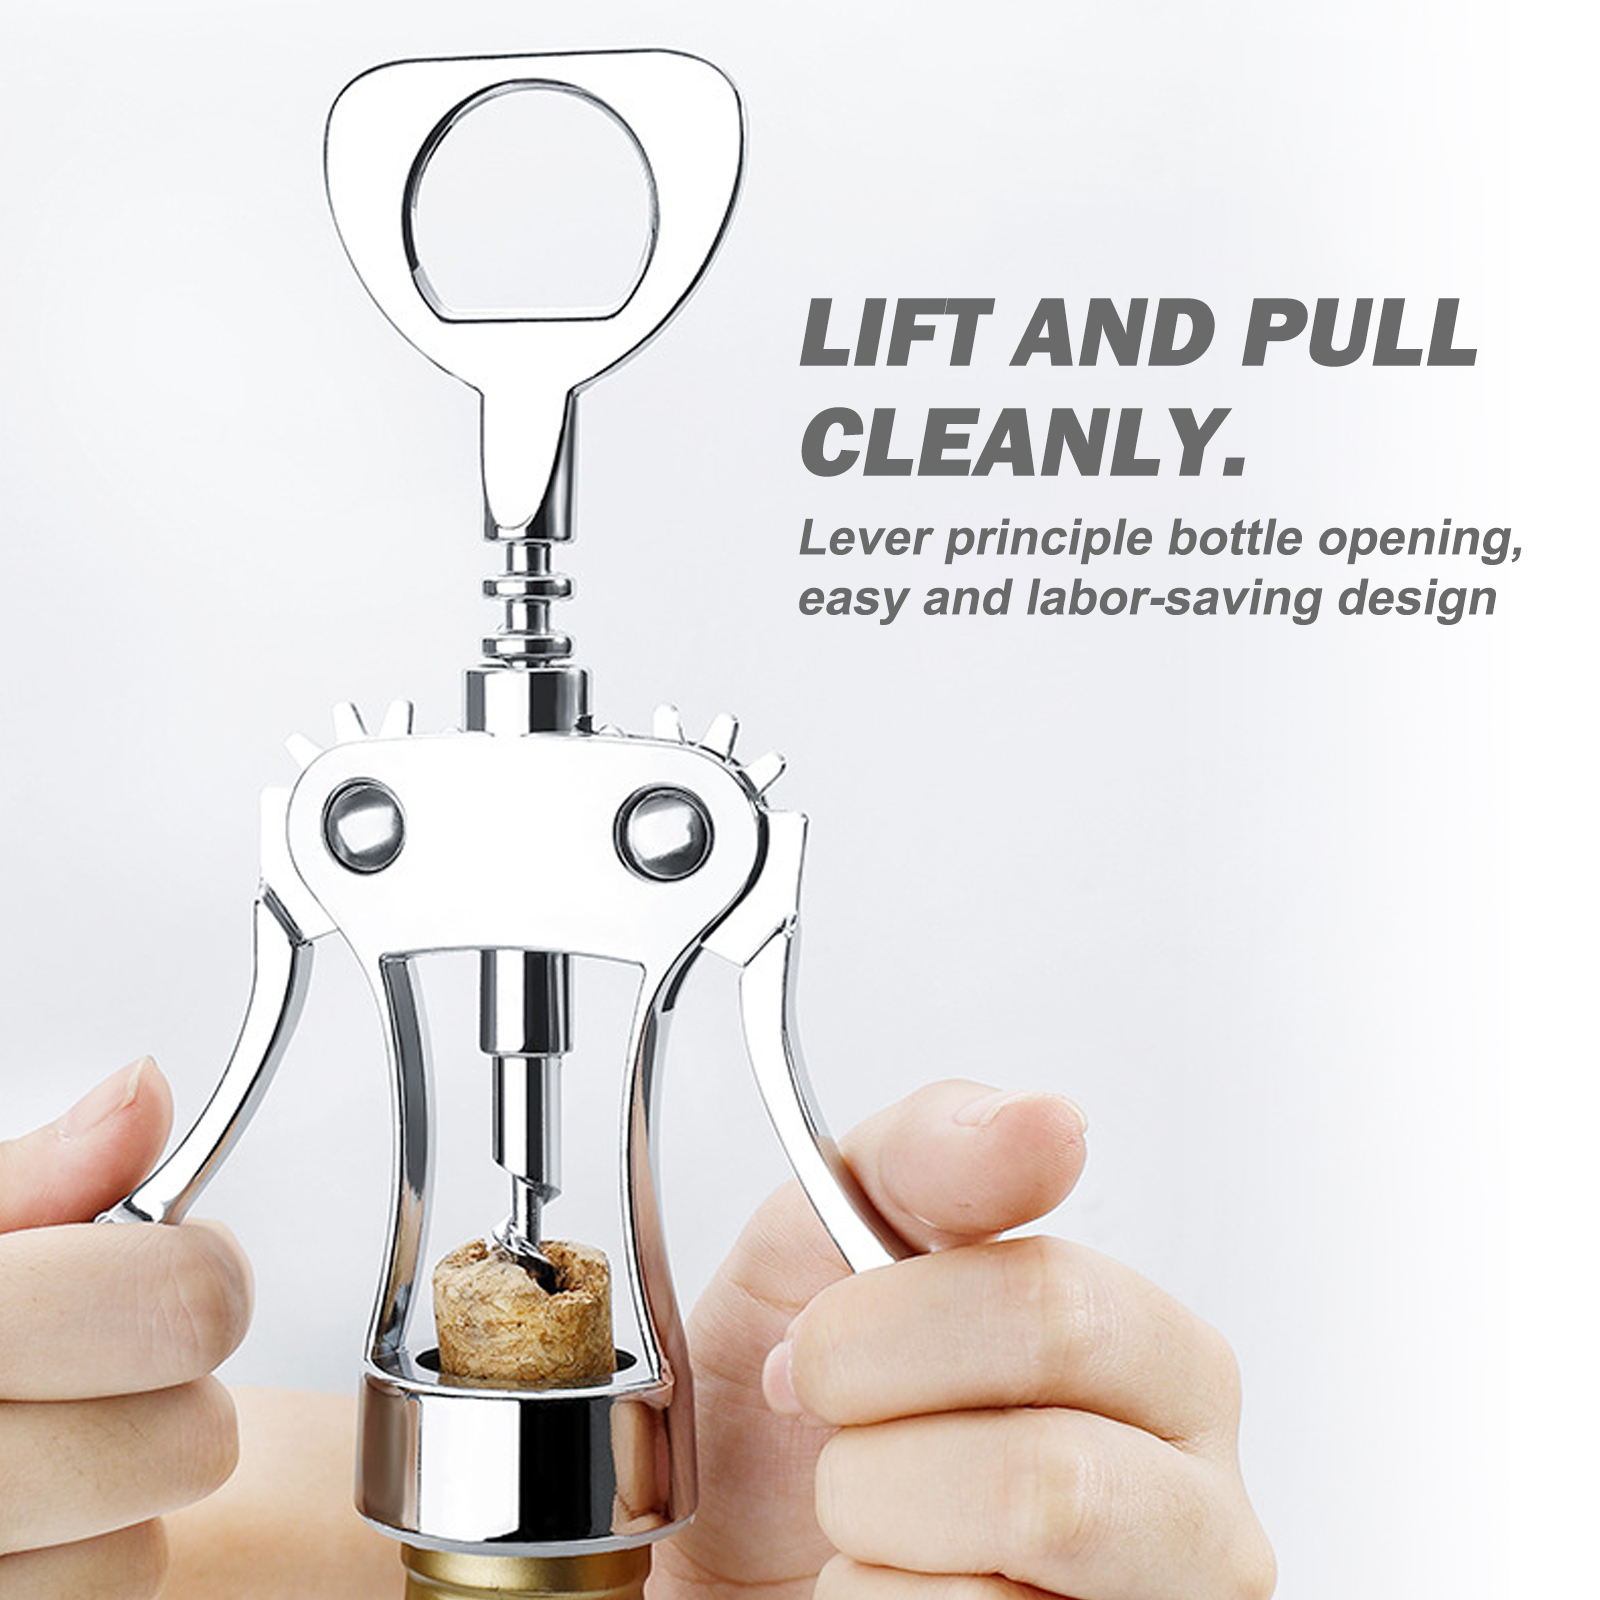 LIFT AND PULL
CLEANLY.
Lever principle bottle opening,
easy and labor-saving design